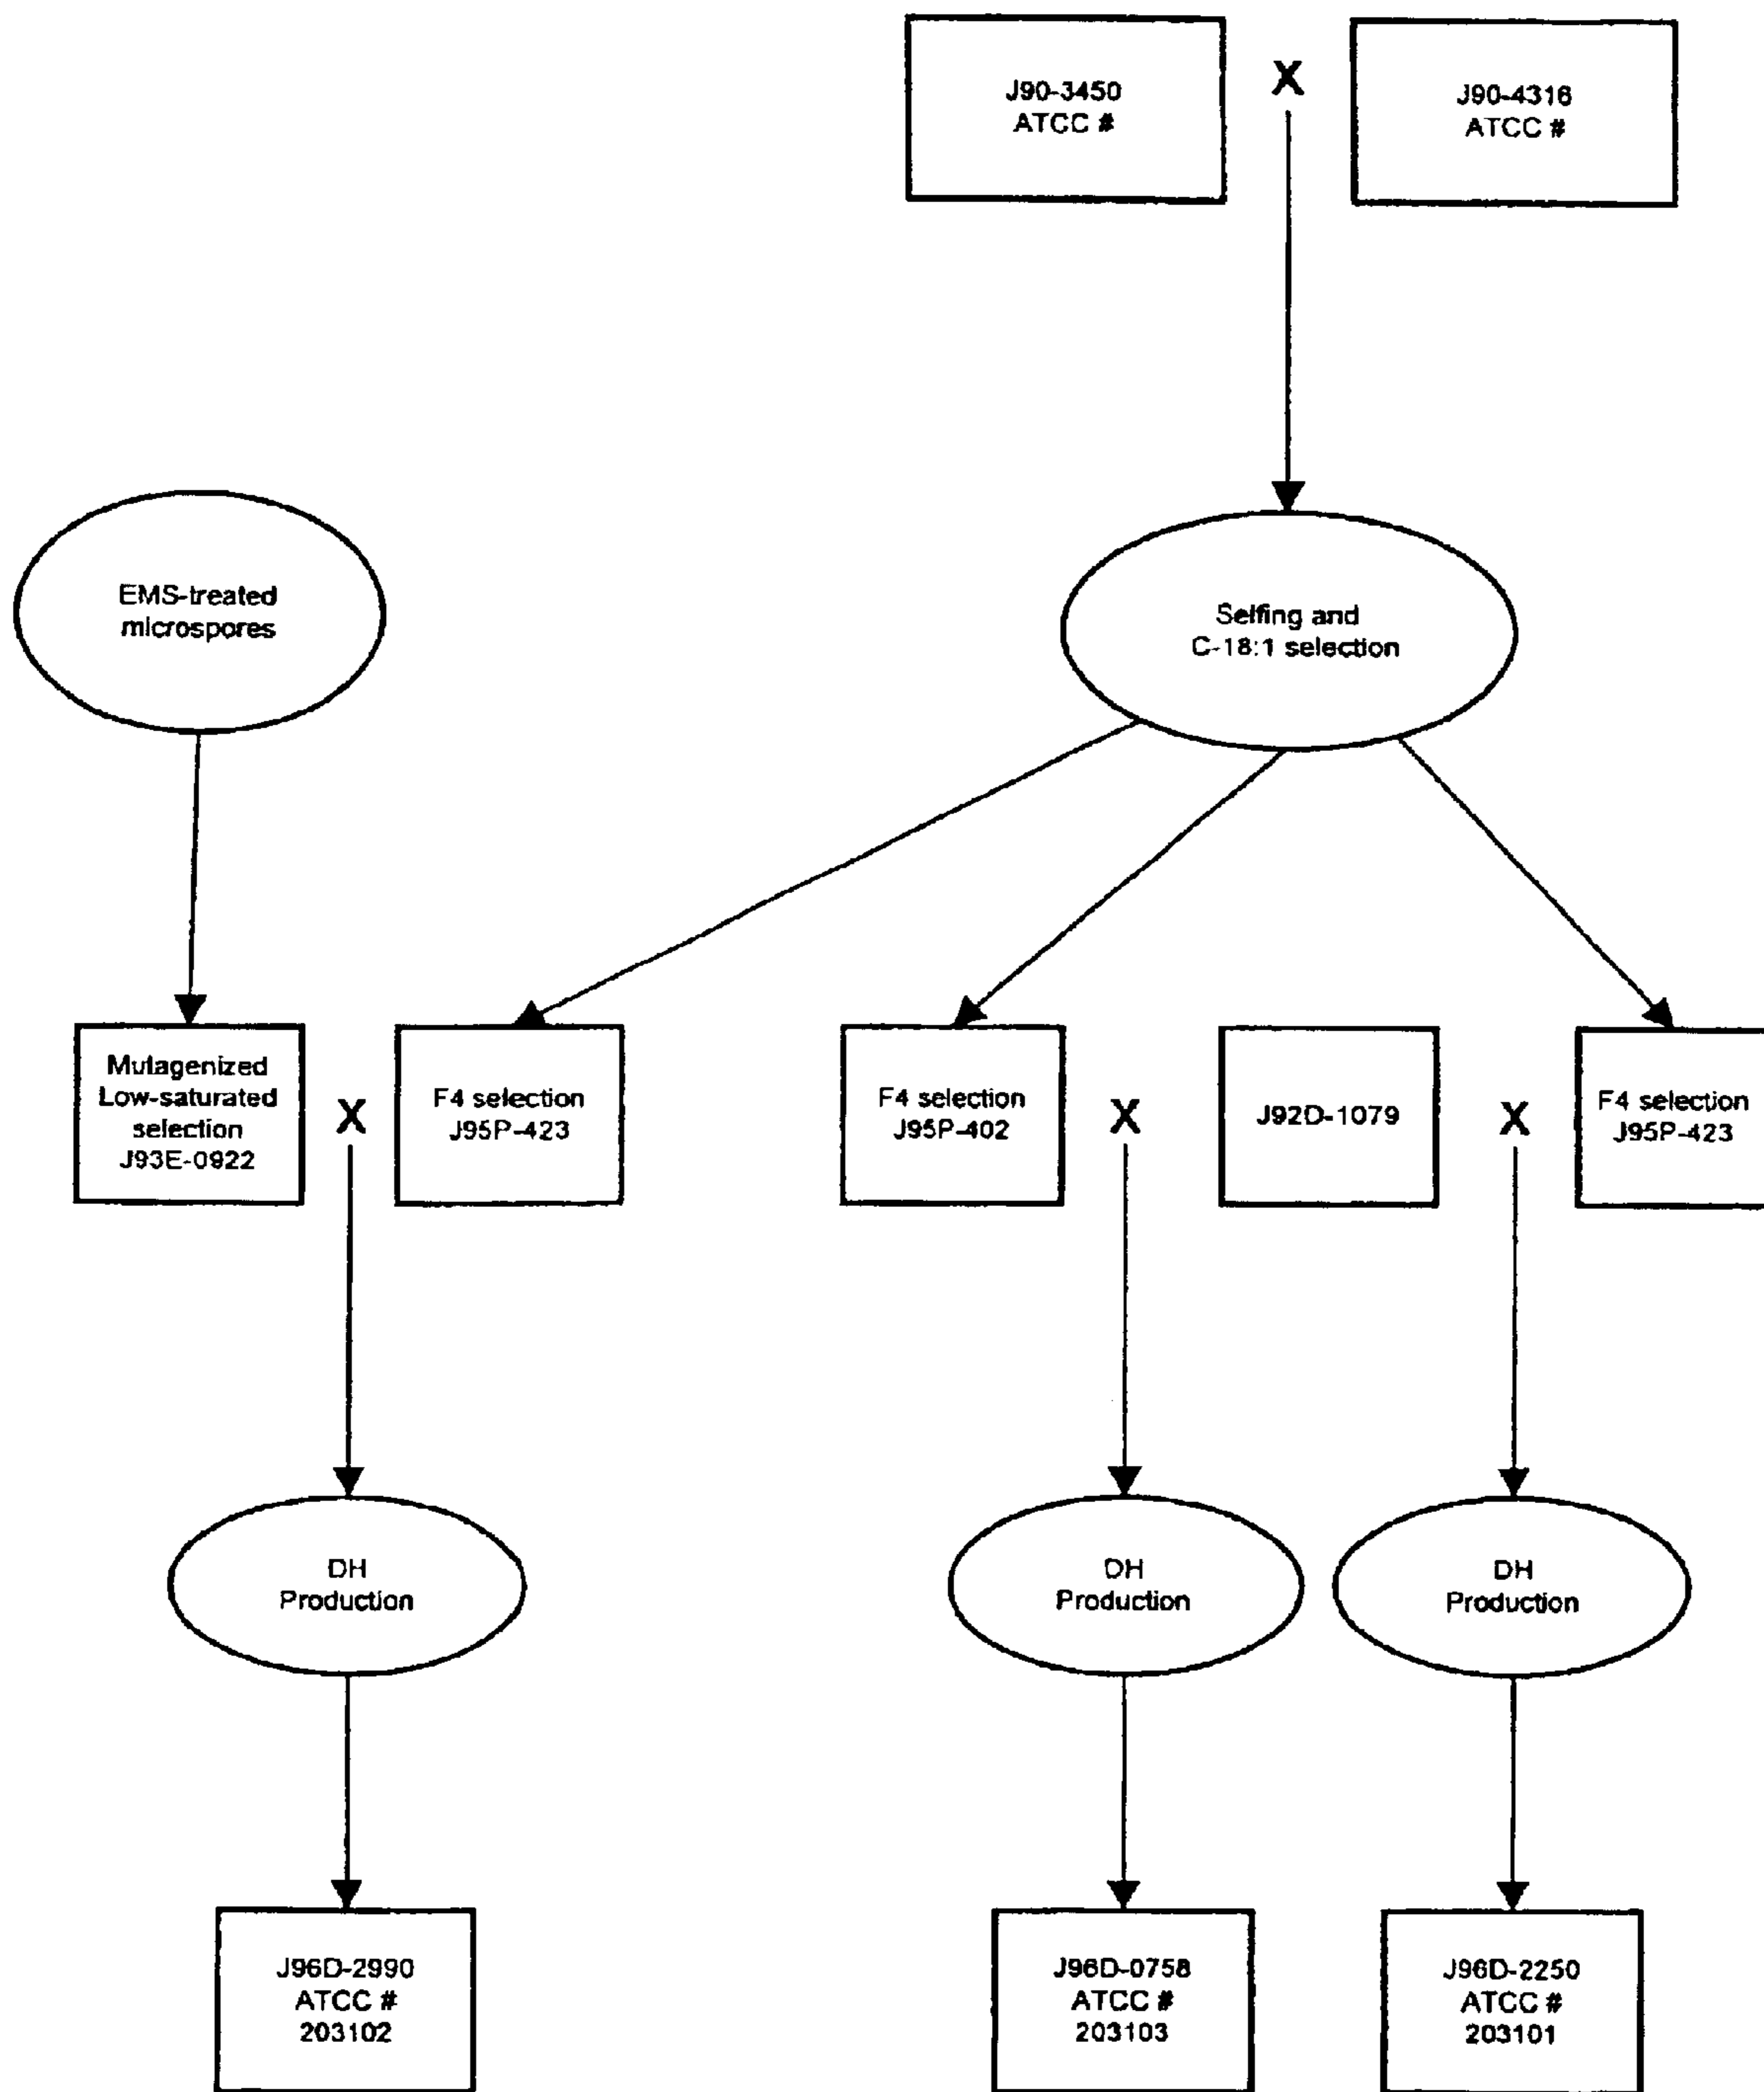 J90-3450
ATCC #
X
J90-4316
ATCC #
EMS-treated
microspores
Selfing and
C-18:1 selection
Mutagenized
Low-saturated
selection
J93E-0922
X
F4 selection
J95P-423
F4 selection
J95P-402
X
J92D-1079
X
F4 selection
J95P-423
DH
Production
DH
Production
DH
Production
J96D-2990
ATCC #
203102
J96D-0758
ATCC #
203103
J96D-2250
ATCC #
203101